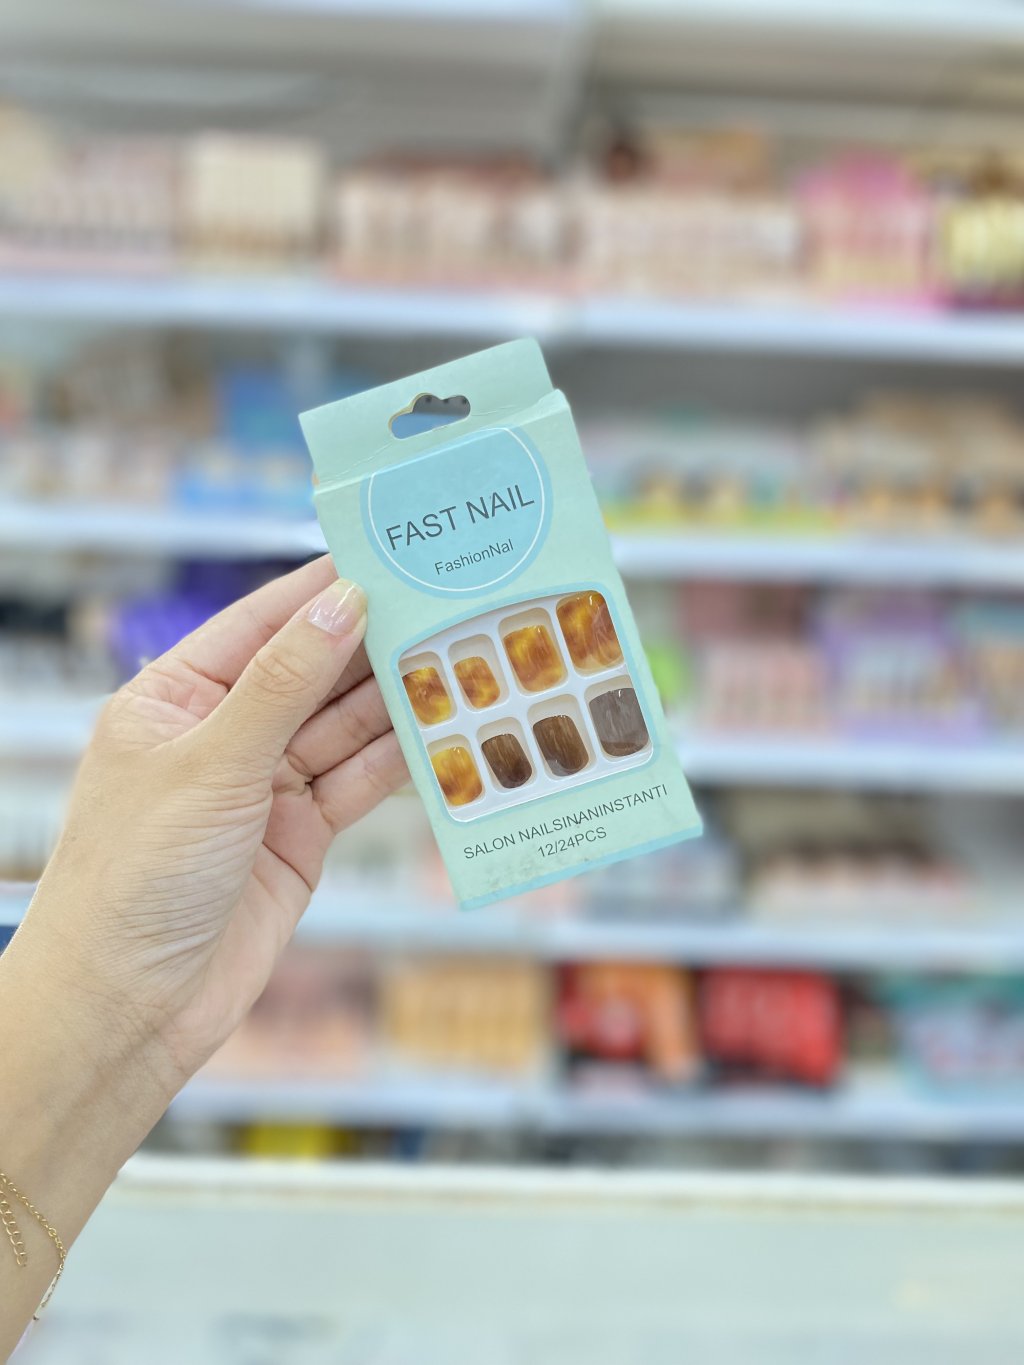 FAST NAIL
FashionNal
SALON NAILSINANINSTANTI
12/24PCS